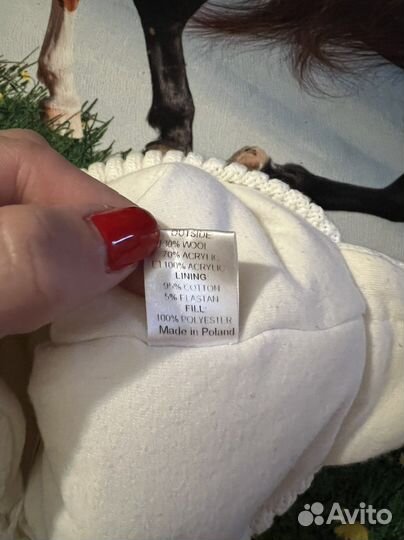 OUTSIDE
30% WOOL
70% ACRYLIC
100% ACRYLIC
LINING:
95% COTTON
5% ELASTAN
FILL:
100% POLYESTER
Made in Poland
Avito